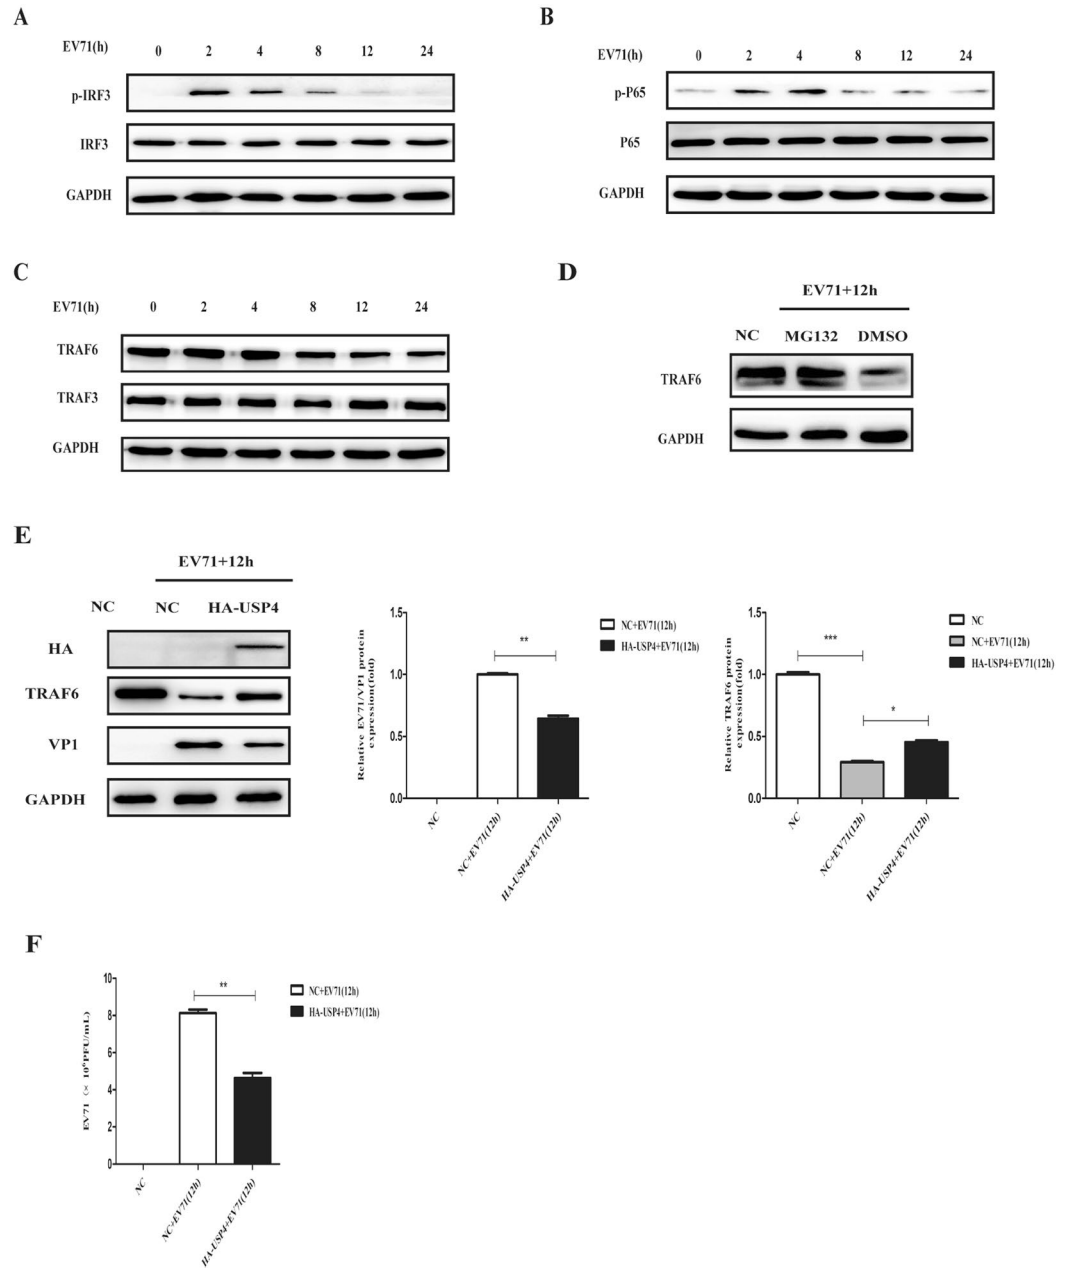 A
EV71(h) 0 2 4 8 12 24
p-IRF3
IRF3
GAPDH
B
EV71(h) 0 2 4 8 12 24
p-P65
P65
GAPDH
C
EV71(h) 0 2 4 8 12 24
TRAF6
TRAF3
GAPDH
D
EV71+12h
NC MG132 DMSO
TRAF6
GAPDH
E
EV71+12h
NC NC HA-USP4
HA
TRAF6
VP1
GAPDH
Relative EV71/VP1 protein
expression(fold)
1.5
1.0
0.5
0.0
**
NC+EV71(12h)
HA-USP4+EV71(12h)
NC
NC+EV71(12h)
HA-USP4+EV71(12h)
Relative TRAF6 protein
expression(fold)
1.5
1.0
0.5
0.0
***
*
NC
NC+EV71(12h)
HA-USP4+EV71(12h)
NC
NC+EV71(12h)
HA-USP4+EV71(12h)
F
EV71 (× 10⁶PFU/mL)
10
8
6
4
2
0
**
NC+EV71(12h)
HA-USP4+EV71(12h)
NC
NC+EV71(12h)
HA-USP4+EV71(12h)